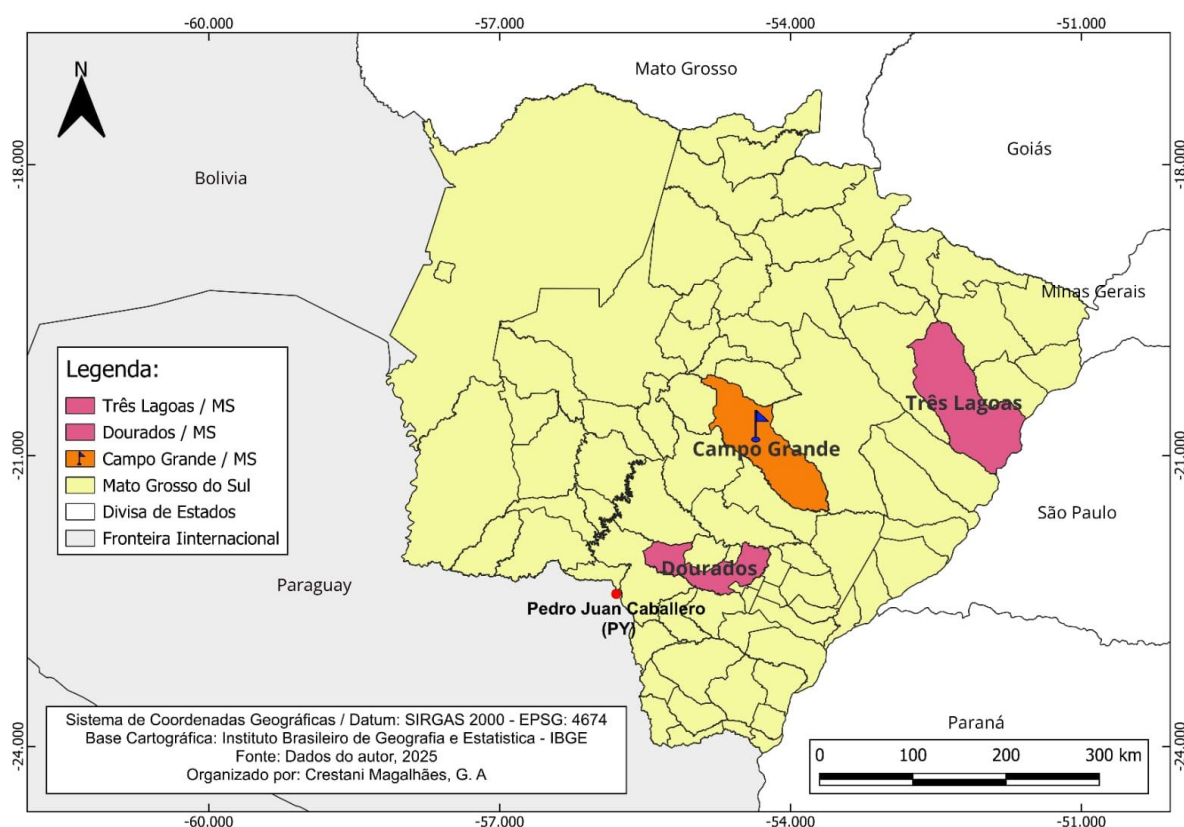 -60.000
-57.000
-54.000
-51.000
N
Mato Grosso
Goiás
-18.000
-18.000
Bolivia
Minas Gerais
Legenda:
Três Lagoas / MS
Dourados / MS
Campo Grande / MS
Mato Grosso do Sul
Divisa de Estados
Fronteira Iinternacional
Três Lagoas
Campo Grande
-21.000
-21.000
São Paulo
Dourados
Paraguay
Pedro Juan Caballero
(PY)
Sistema de Coordenadas Geográficas / Datum: SIRGAS 2000 - EPSG: 4674
Base Cartográfica: Instituto Brasileiro de Geografia e Estatistica - IBGE
Fonte: Dados do autor, 2025
Organizado por: Crestani Magalhães, G. A
Paraná
-24.000
-24.000
0 100 200 300 km
-60.000
-57.000
-54.000
-51.000